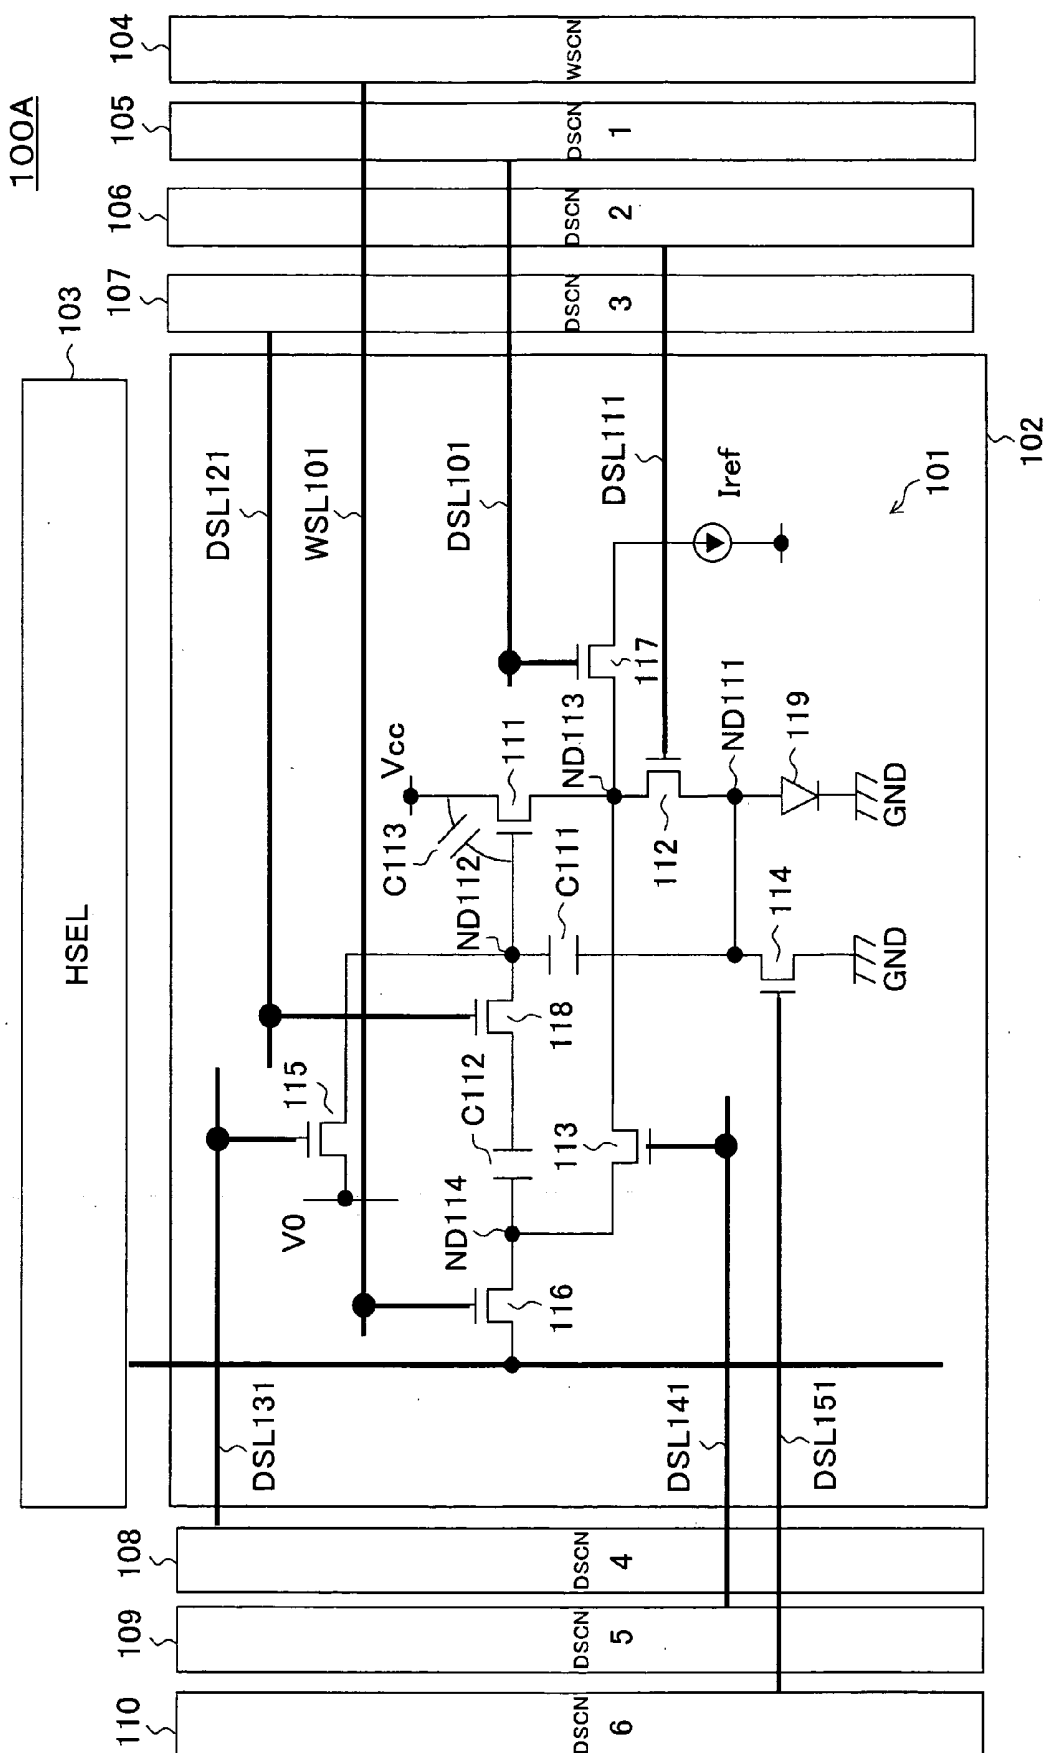 100A
104
WSCN
105
DSCN
1
106
DSCN
2
107
DSCN
3
103
HSEL
DSL121
WSL101
DSL101
DSL111
Iref
101
102
Vcc
C113
111
ND112
ND113
117
C111
112
ND111
119
GND
114
GND
115
118
C112
113
V0
ND114
116
DSL131
DSL141
DSL151
108
DSCN
4
109
DSCN
5
110
DSCN
6